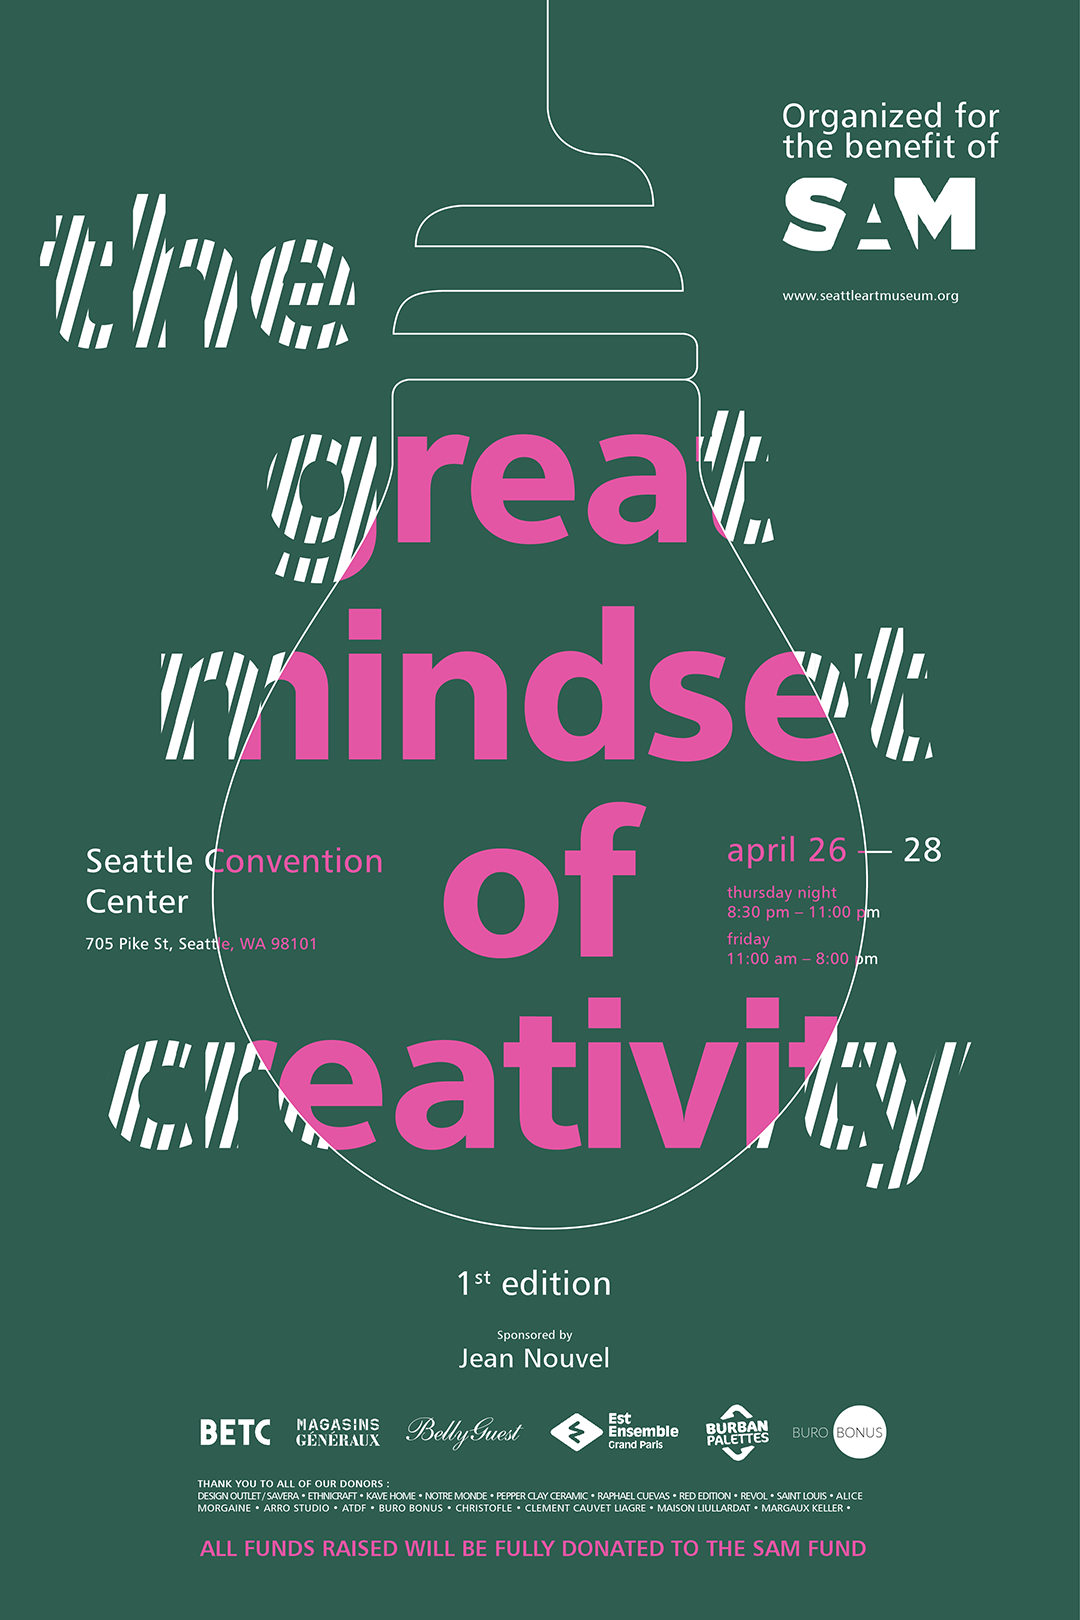 Organized for
the benefit of
SAM
www.seattleartmuseum.org
the
great
mindset
of
creativity
Seattle Convention
Center
705 Pike St, Seattle, WA 98101
april 26 — 28
thursday night
8:30 pm – 11:00 pm
friday
11:00 am – 8:00 pm
1st edition
Sponsored by
Jean Nouvel
BETC
MAGASINS
GÉNÉRAUX
Belly Guest
Est
Ensemble
Grand Paris
BURBAN
PALETTES
BURO BONUS
THANK YOU TO ALL OF OUR DONORS :
DESIGN OUTLET / SAVERA • ETHNICRAFT • KAVE HOME • NOTRE MONDE • PEPPER CLAY CERAMIC • RAPHAEL CUEVAS • RED EDITION • REVOL • SAINT LOUIS • ALICE
MORGAINE • ARRO STUDIO • ATDF • BURO BONUS • CHRISTOFLE • CLEMENT CAUVET LIAGRE • MAISON LIULLARDAT • MARGAUX KELLER •
ALL FUNDS RAISED WILL BE FULLY DONATED TO THE SAM FUND